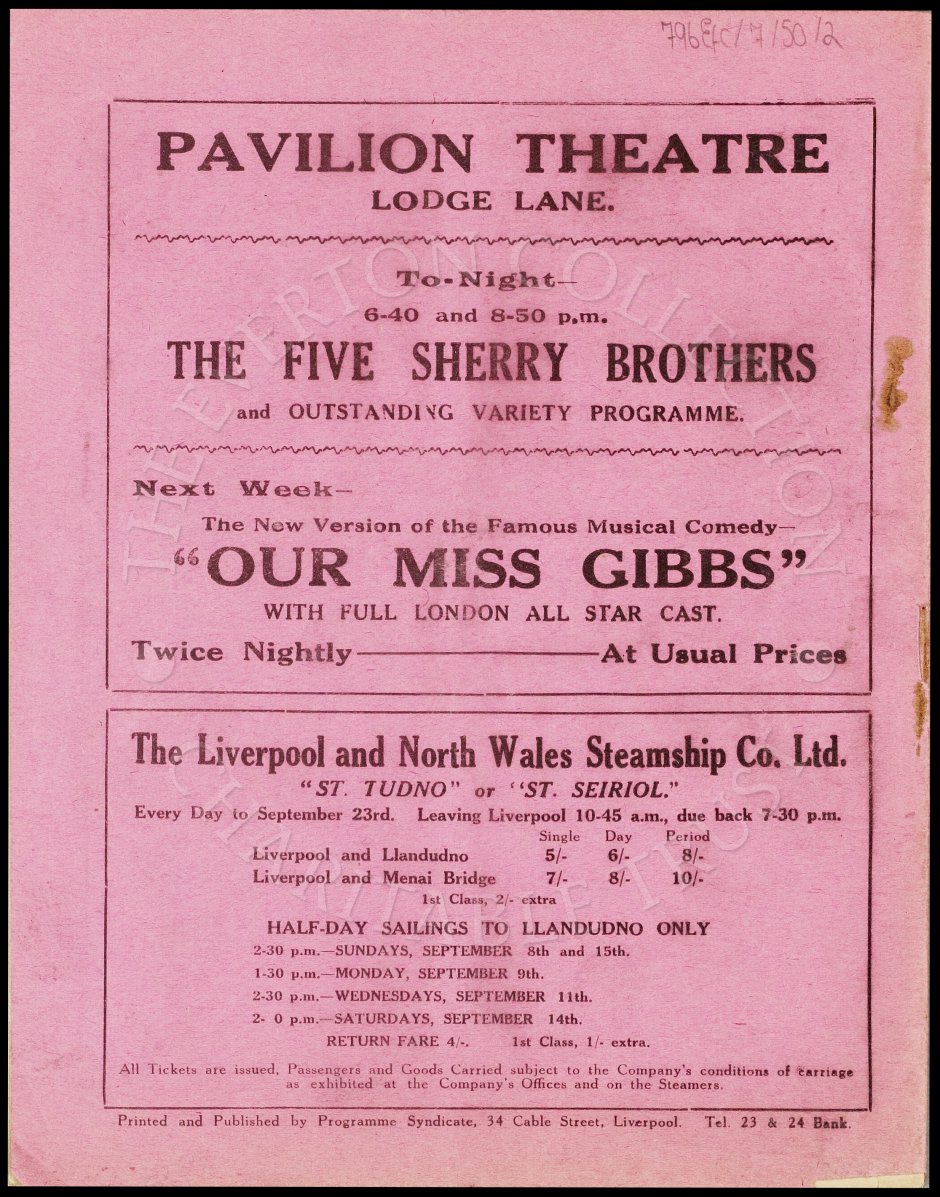 796Efc/7/50/2
PAVILION THEATRE
LODGE LANE.
To-Night—
6-40 and 8-50 p.m.
THE FIVE SHERRY BROTHERS
and OUTSTANDING VARIETY PROGRAMME.
Next Week—
The New Version of the Famous Musical Comedy—
“OUR MISS GIBBS”
WITH FULL LONDON ALL STAR CAST.
Twice Nightly————At Usual Prices
The Liverpool and North Wales Steamship Co. Ltd.
“ST. TUDNO” or “ST. SEIRIOL.”
Every Day to September 23rd. Leaving Liverpool 10-45 a.m., due back 7-30 p.m.
Single Day Period
Liverpool and Llandudno 5/- 6/- 8/-
Liverpool and Menai Bridge 7/- 8/- 10/-
1st Class, 2/- extra
HALF-DAY SAILINGS TO LLANDUDNO ONLY
2-30 p.m.—SUNDAYS, SEPTEMBER 8th and 15th.
1-30 p.m.—MONDAY, SEPTEMBER 9th.
2-30 p.m.—WEDNESDAYS, SEPTEMBER 11th.
2- 0 p.m.—SATURDAYS, SEPTEMBER 14th.
RETURN FARE 4/-. 1st Class, 1/- extra.
All Tickets are issued, Passengers and Goods Carried subject to the Company's conditions of carriage
as exhibited at the Company's Offices and on the Steamers.
Printed and Published by Programme Syndicate, 34 Cable Street, Liverpool. Tel. 23 & 24 Bank.
THE EVERTON COLLECTION
CHARITABLE TRUST